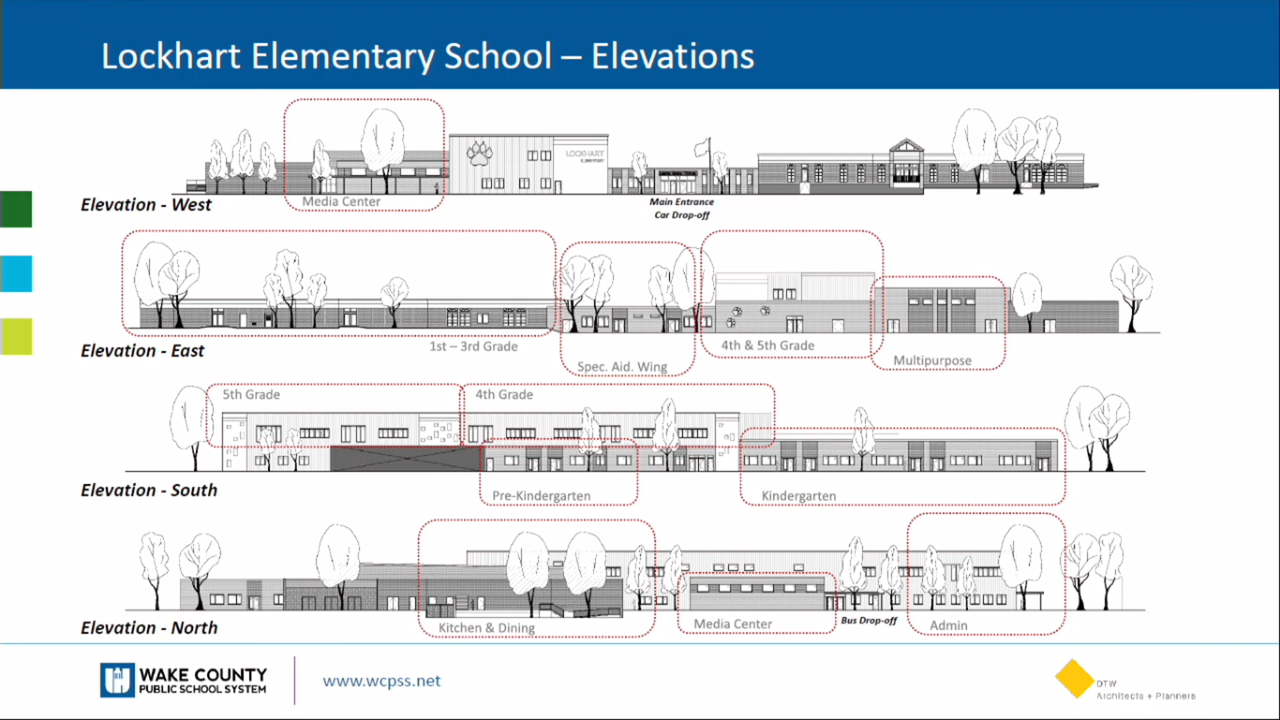 Lockhart Elementary School – Elevations
LOCKHART
ELEMENTARY
Elevation - West
Media Center
Main Entrance
Car Drop-off
Elevation - East
1st – 3rd Grade
Spec. Aid. Wing
4th & 5th Grade
Multipurpose
5th Grade
4th Grade
Elevation - South
Pre-Kindergarten
Kindergarten
Elevation - North
Kitchen & Dining
Media Center
Bus Drop-off
Admin
WAKE COUNTY
PUBLIC SCHOOL SYSTEM
www.wcpss.net
DTW
Architects + Planners